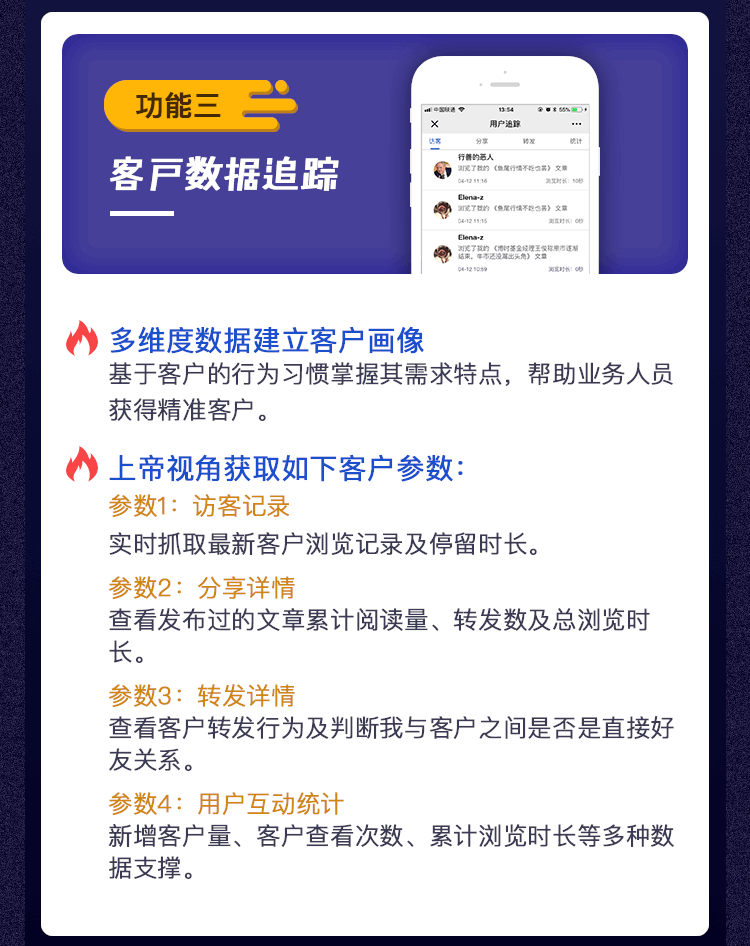 功能三
客户数据追踪
中国联通
13:54
55%
用户追踪
访客
分享
转发
统计
行善的恶人
浏览了我的《鱼尾行情不吃也罢》文章
04-12 11:16
浏览时长:10秒
Elena-z
浏览了我的《鱼尾行情不吃也罢》文章
04-12 11:15
浏览时长:0秒
Elena-z
浏览了我的《博时基金经理王俊称熊市逐渐
结束,牛市还没露出头角》文章
04-12 10:59
浏览时长:0秒
多维度数据建立客户画像
基于客户的行为习惯掌握其需求特点,帮助业务人员
获得精准客户。
上帝视角获取如下客户参数:
参数1:访客记录
实时抓取最新客户浏览记录及停留时长。
参数2:分享详情
查看发布过的文章累计阅读量、转发数及总浏览时
长。
参数3:转发详情
查看客户转发行为及判断我与客户之间是否是直接好
友关系。
参数4:用户互动统计
新增客户量、客户查看次数、累计浏览时长等多种数
据支撑。